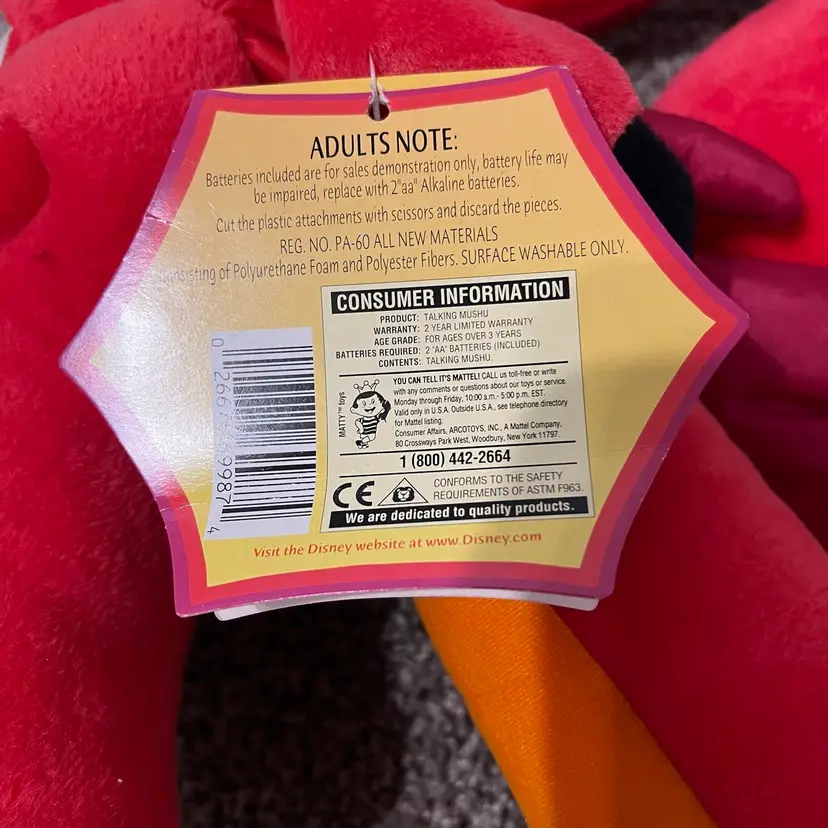 ADULTS NOTE:
Batteries included are for sales demonstration only, battery life may
be impaired, replace with 2"aa" Alkaline batteries.
Cut the plastic attachments with scissors and discard the pieces.
REG. NO. PA-60 ALL NEW MATERIALS
of Polyurethane Foam and Polyester Fibers. SURFACE WASHABLE ONLY.
CONSUMER INFORMATION
PRODUCT: TALKING MUSHU
WARRANTY: 2 YEAR LIMITED WARRANTY
AGE GRADE: FOR AGES OVER 3 YEARS
BATTERIES REQUIRED: 2 "AA" BATTERIES (INCLUDED)
CONTENTS: TALKING MUSHU.
MATTY™ toys
YOU CAN TELL IT'S MATTEL! CALL us toll-free or write
with any comments or questions about our toys or service.
Monday through Friday, 10:00 a.m.- 5:00 p.m. EST.
Valid only in U.S.A. Outside U.S.A., see telephone directory
for Mattel listing.
Consumer Affairs, ARCOTOYS, INC., A Mattel Company,
80 Crossways Park West, Woodbury, New York 11797
1 (800) 442-2664
CE
CONFORMS TO THE SAFETY
REQUIREMENTS OF ASTM F963.
We are dedicated to quality products.
Visit the Disney website at www.Disney.com